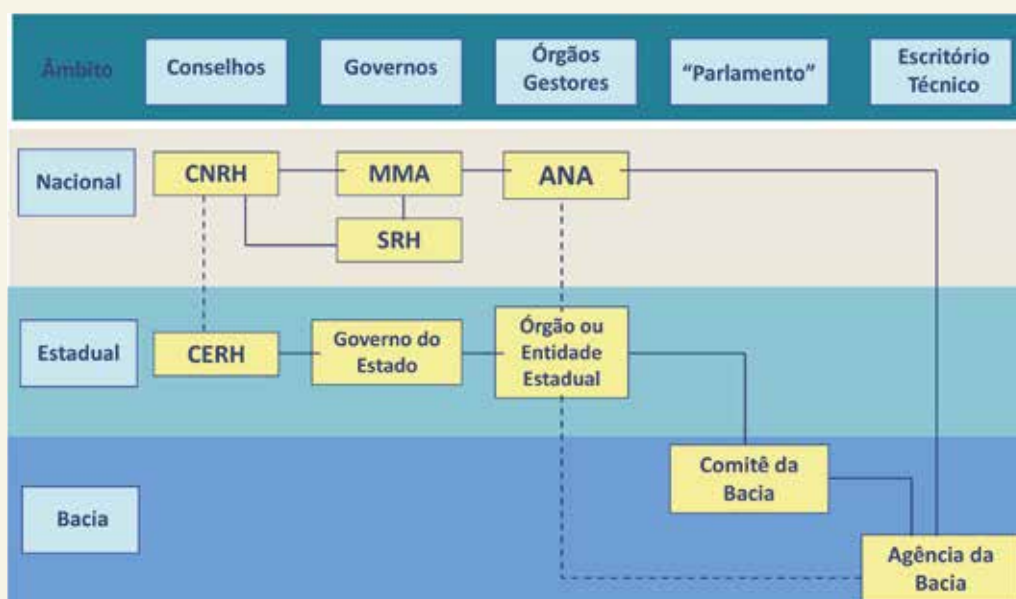 Âmbito
Conselhos
Governos
Órgãos
Gestores
“Parlamento”
Escritório
Técnico
Nacional
CNRH
MMA
ANA
SRH
Estadual
CERH
Governo do
Estado
Órgão ou
Entidade
Estadual
Bacia
Comitê da
Bacia
Agência da
Bacia